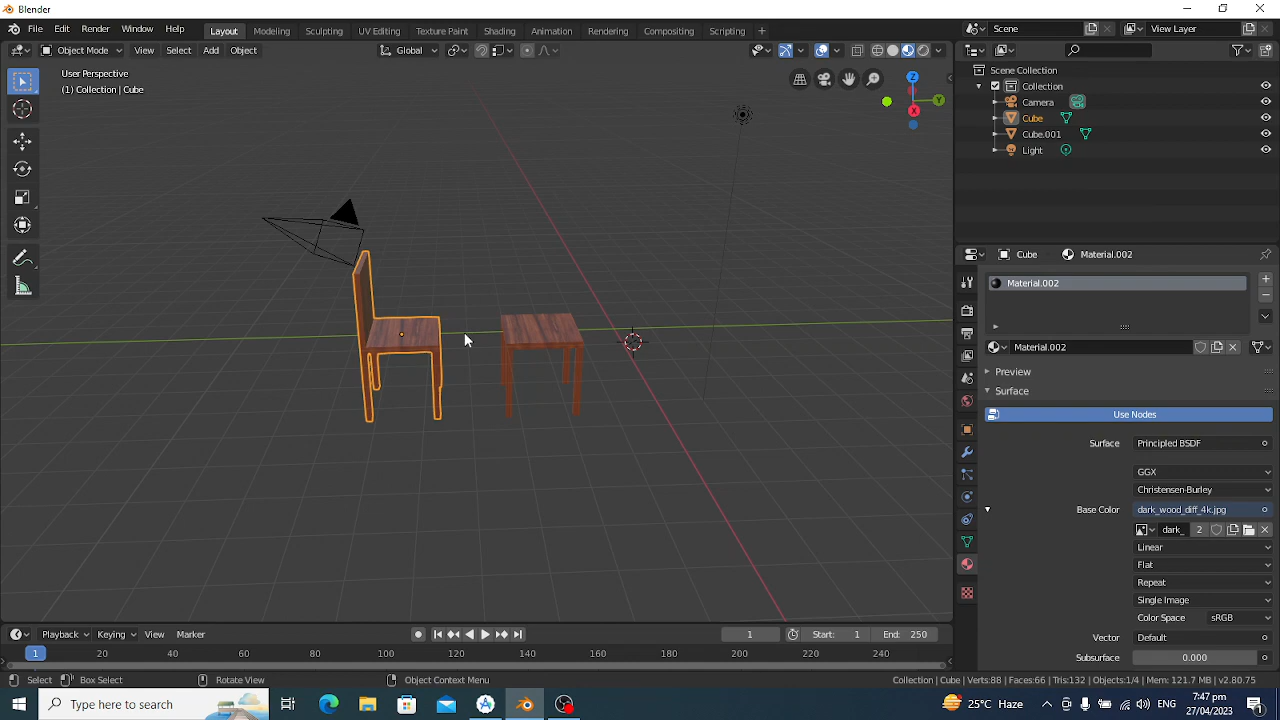 Blender
File Edit Render Window Help
Layout Modeling Sculpting UV Editing Texture Paint Shading Animation Rendering Compositing Scripting +
Scene
View Layer
Object Mode View Select Add Object
Global
User Perspective
(1) Collection | Cube
Z
Y
X
Scene Collection
Collection
Camera
Cube
Cube.001
Light
Cube Material.002
Material.002
Material.002
Preview
Surface
Use Nodes
Surface Principled BSDF
GGX
Christensen-Burley
Base Color dark_wood_diff_4k.jpg
dark_ 2
Linear
Flat
Repeat
Single Image
Color Space sRGB
Vector Default
Subsurface 0.000
Playback Keying View Marker
1 Start: 1 End: 250
1 20 40 60 80 100 120 140 160 180 200 220 240
Select Box Select Rotate View Object Context Menu
Collection | Cube | Verts:88 | Faces:66 | Tris:132 | Objects:1/4 | Mem: 121.7 MB | v2.80.75
Type here to search
25°C Haze
7:47 pm
27/04/2023